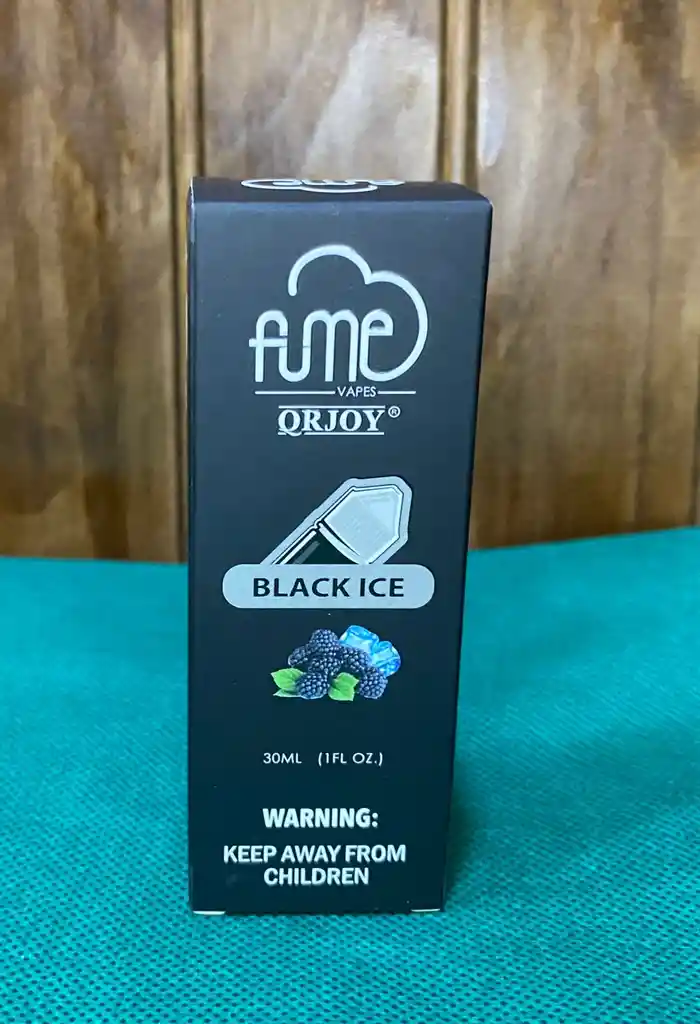 fume
VAPES
QRJOY®
BLACK ICE
30ML (1FL OZ.)
WARNING:
KEEP AWAY FROM
CHILDREN